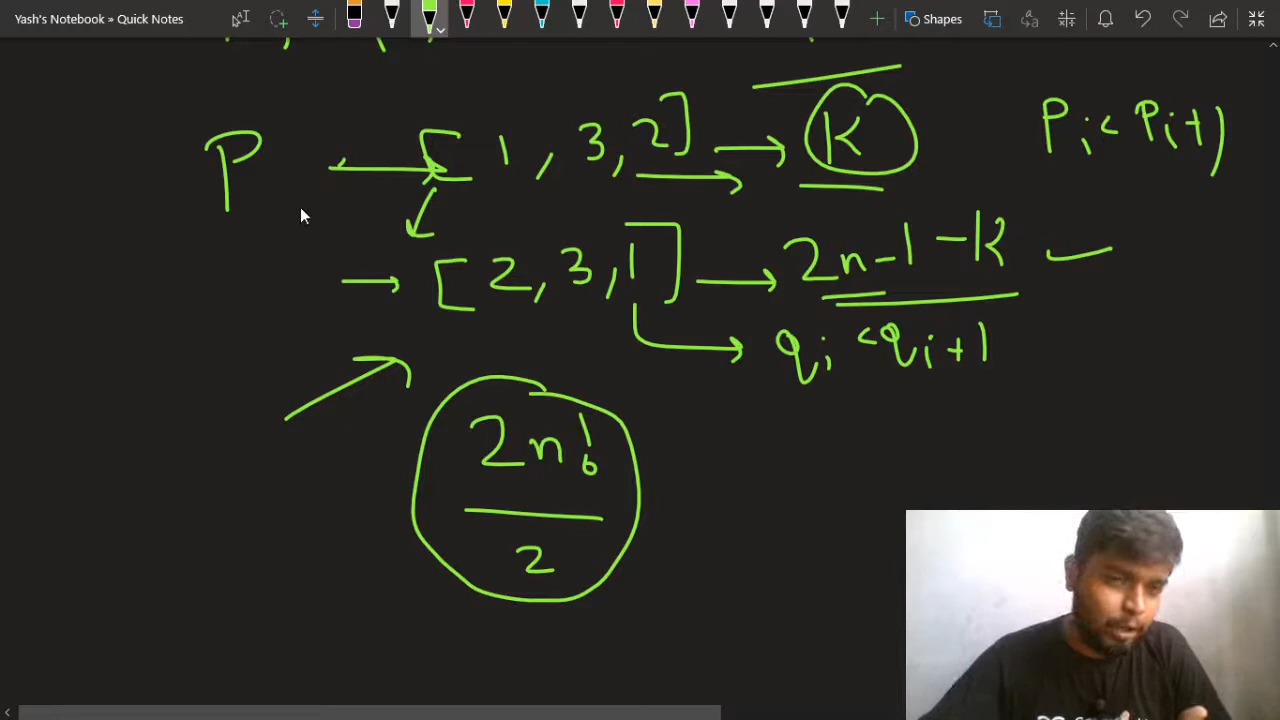 Yash's Notebook » Quick Notes
Shapes
P → [1, 3, 2] → K
Pi < Pi+1
→ [2, 3, 1] → 2n-1-K
qi < qi+1
2n!
2